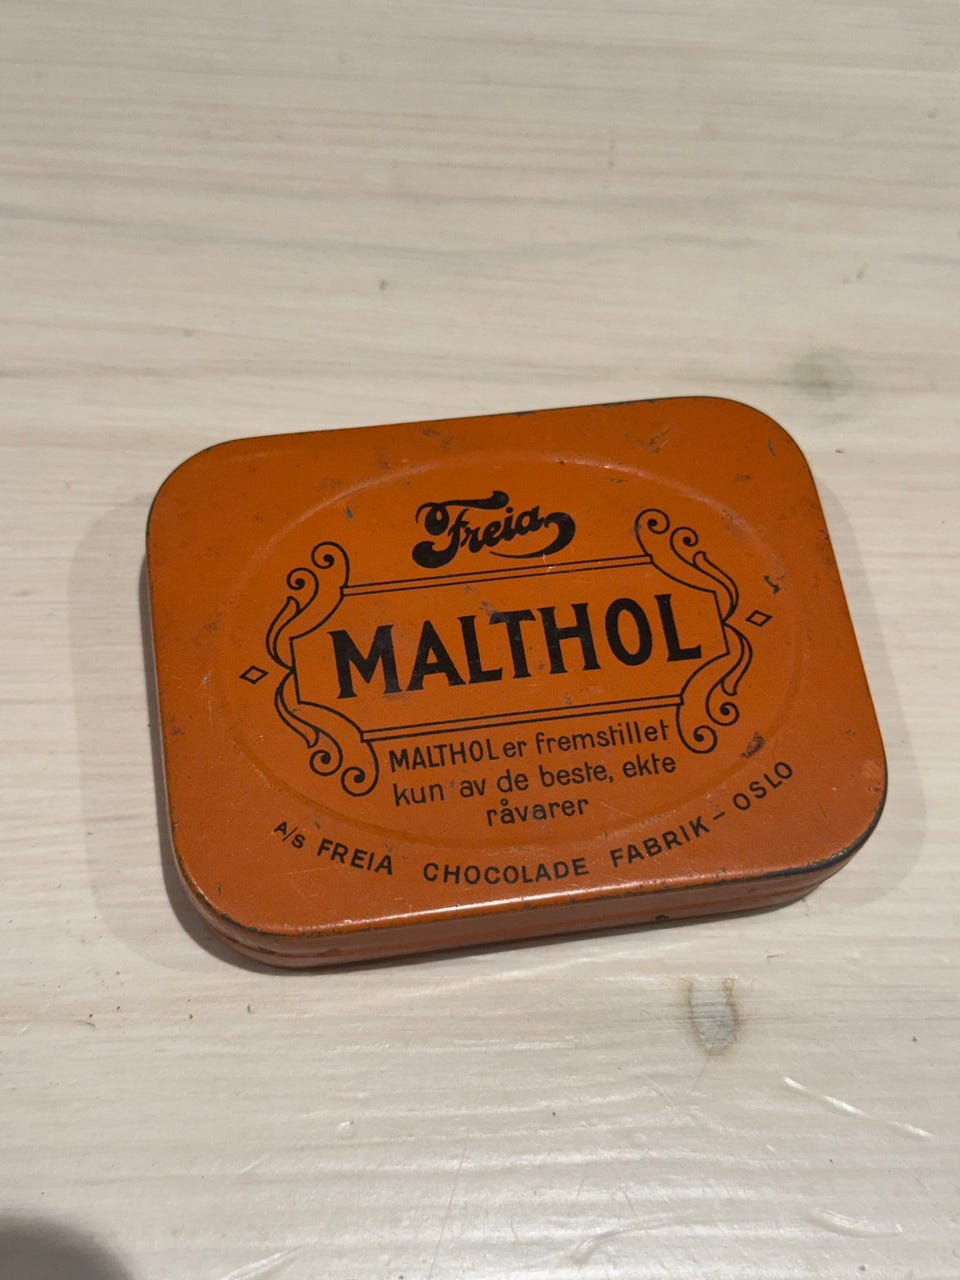 Freia
MALTHOL
MALTHOL er fremstillet
kun av de beste, ekte
råvarer
A/S FREIA CHOCOLADE FABRIK – OSLO